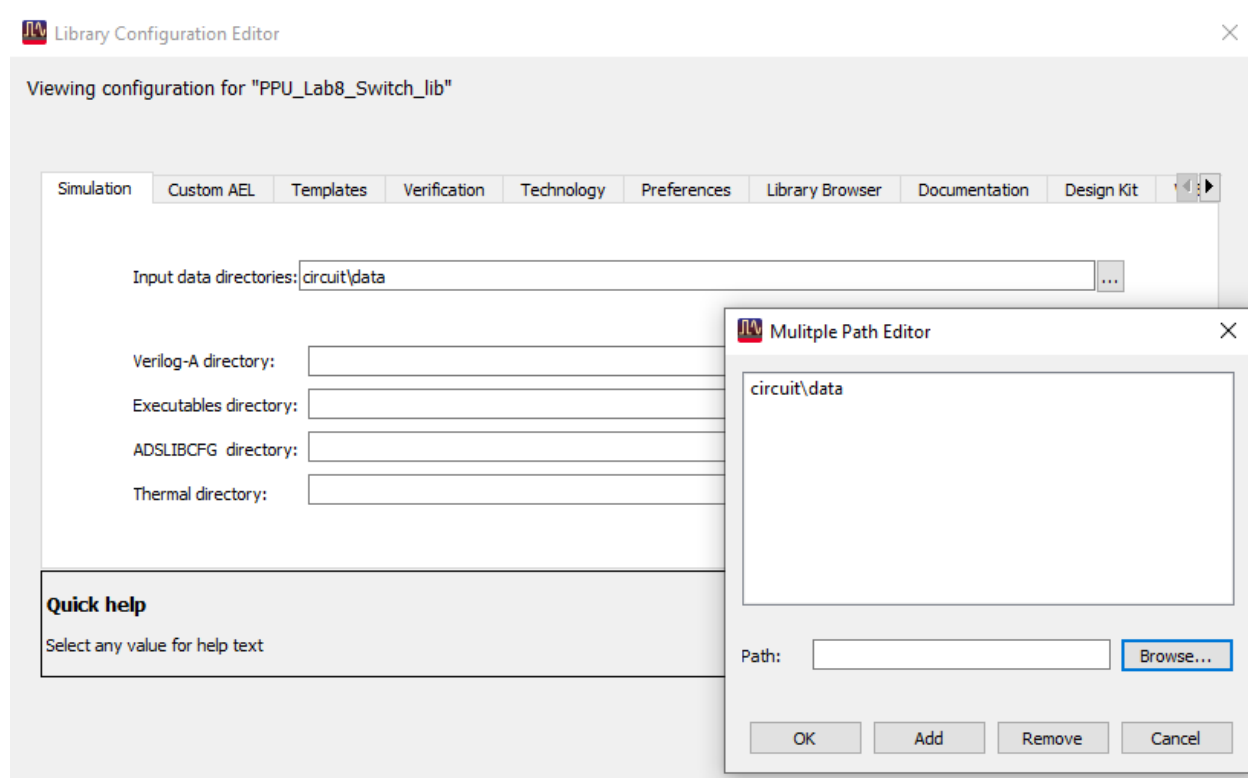 Library Configuration Editor
Viewing configuration for "PPU_Lab8_Switch_lib"
Simulation Custom AEL Templates Verification Technology Preferences Library Browser Documentation Design Kit
Input data directories: circuit\data ...
Verilog-A directory:
Executables directory:
ADSLIBCFG directory:
Thermal directory:
Quick help
Select any value for help text
Mulitple Path Editor
circuit\data
Path: Browse...
OK Add Remove Cancel